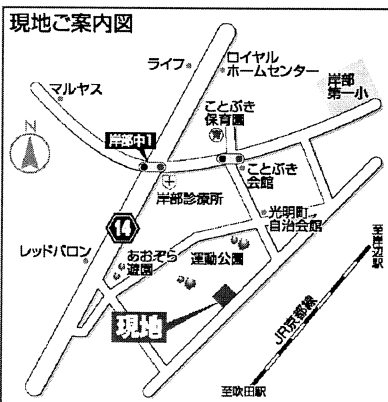 現地ご案内図
ライフ
ロイヤル
ホームセンター
マルヤス
岸部
第一小
ことぶき
保育園
N
岸部中1
ことぶき
会館
岸部診療所
光明町
自治会館
14
レッドバロン
あおぞら
遊園
運動公園
至岸辺駅
現地
JR京都線
至吹田駅